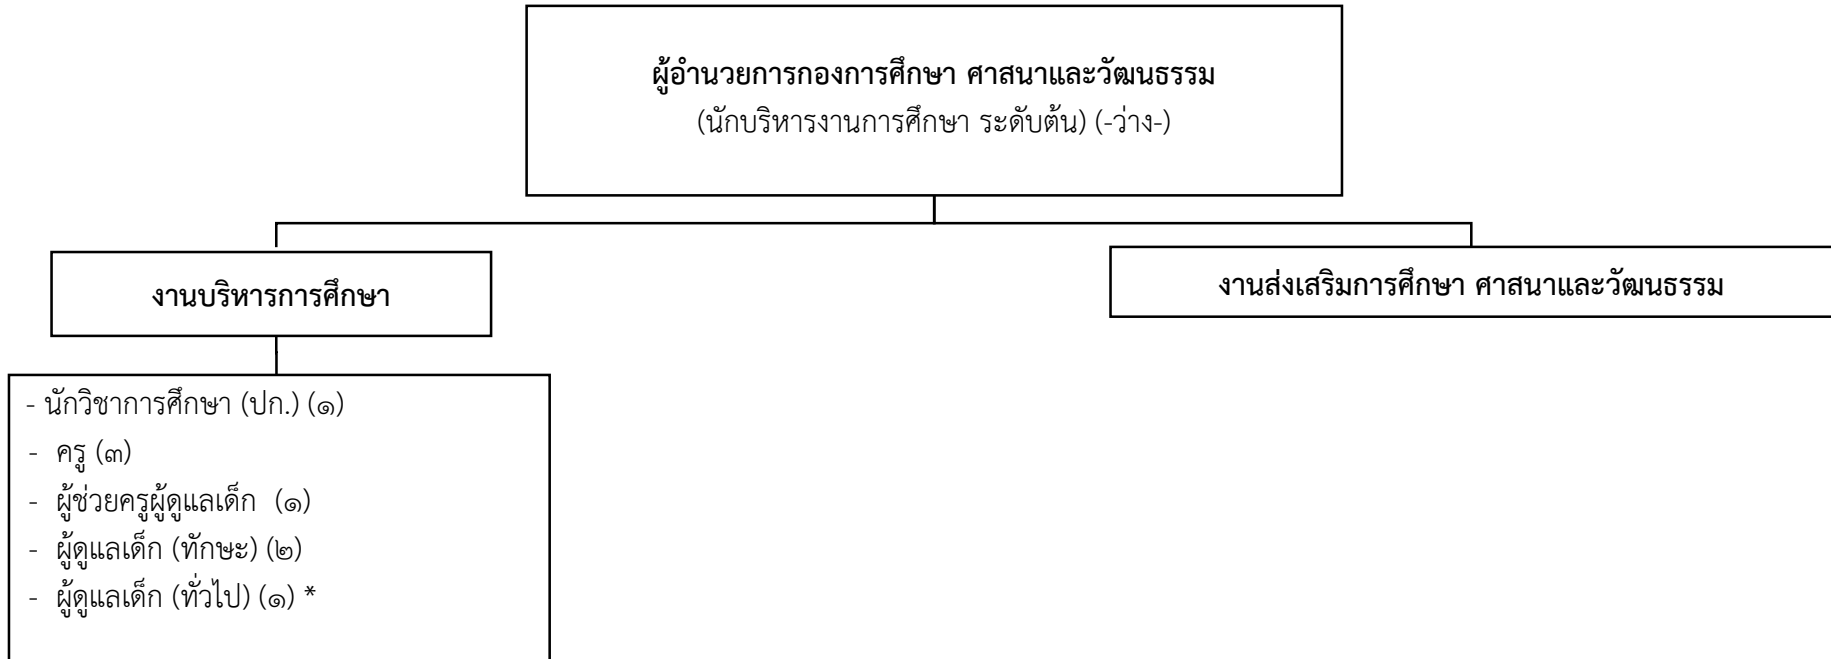 ผู้อำนวยการกองการศึกษา ศาสนาและวัฒนธรรม
(นักบริหารงานการศึกษา ระดับต้น) (-ว่าง-)
งานบริหารการศึกษา
งานส่งเสริมการศึกษา ศาสนาและวัฒนธรรม
- นักวิชาการศึกษา (ปก.) (๑)
- ครู (๓)
- ผู้ช่วยครูผู้ดูแลเด็ก (๑)
- ผู้ดูแลเด็ก (ทักษะ) (๒)
- ผู้ดูแลเด็ก (ทั่วไป) (๑) *